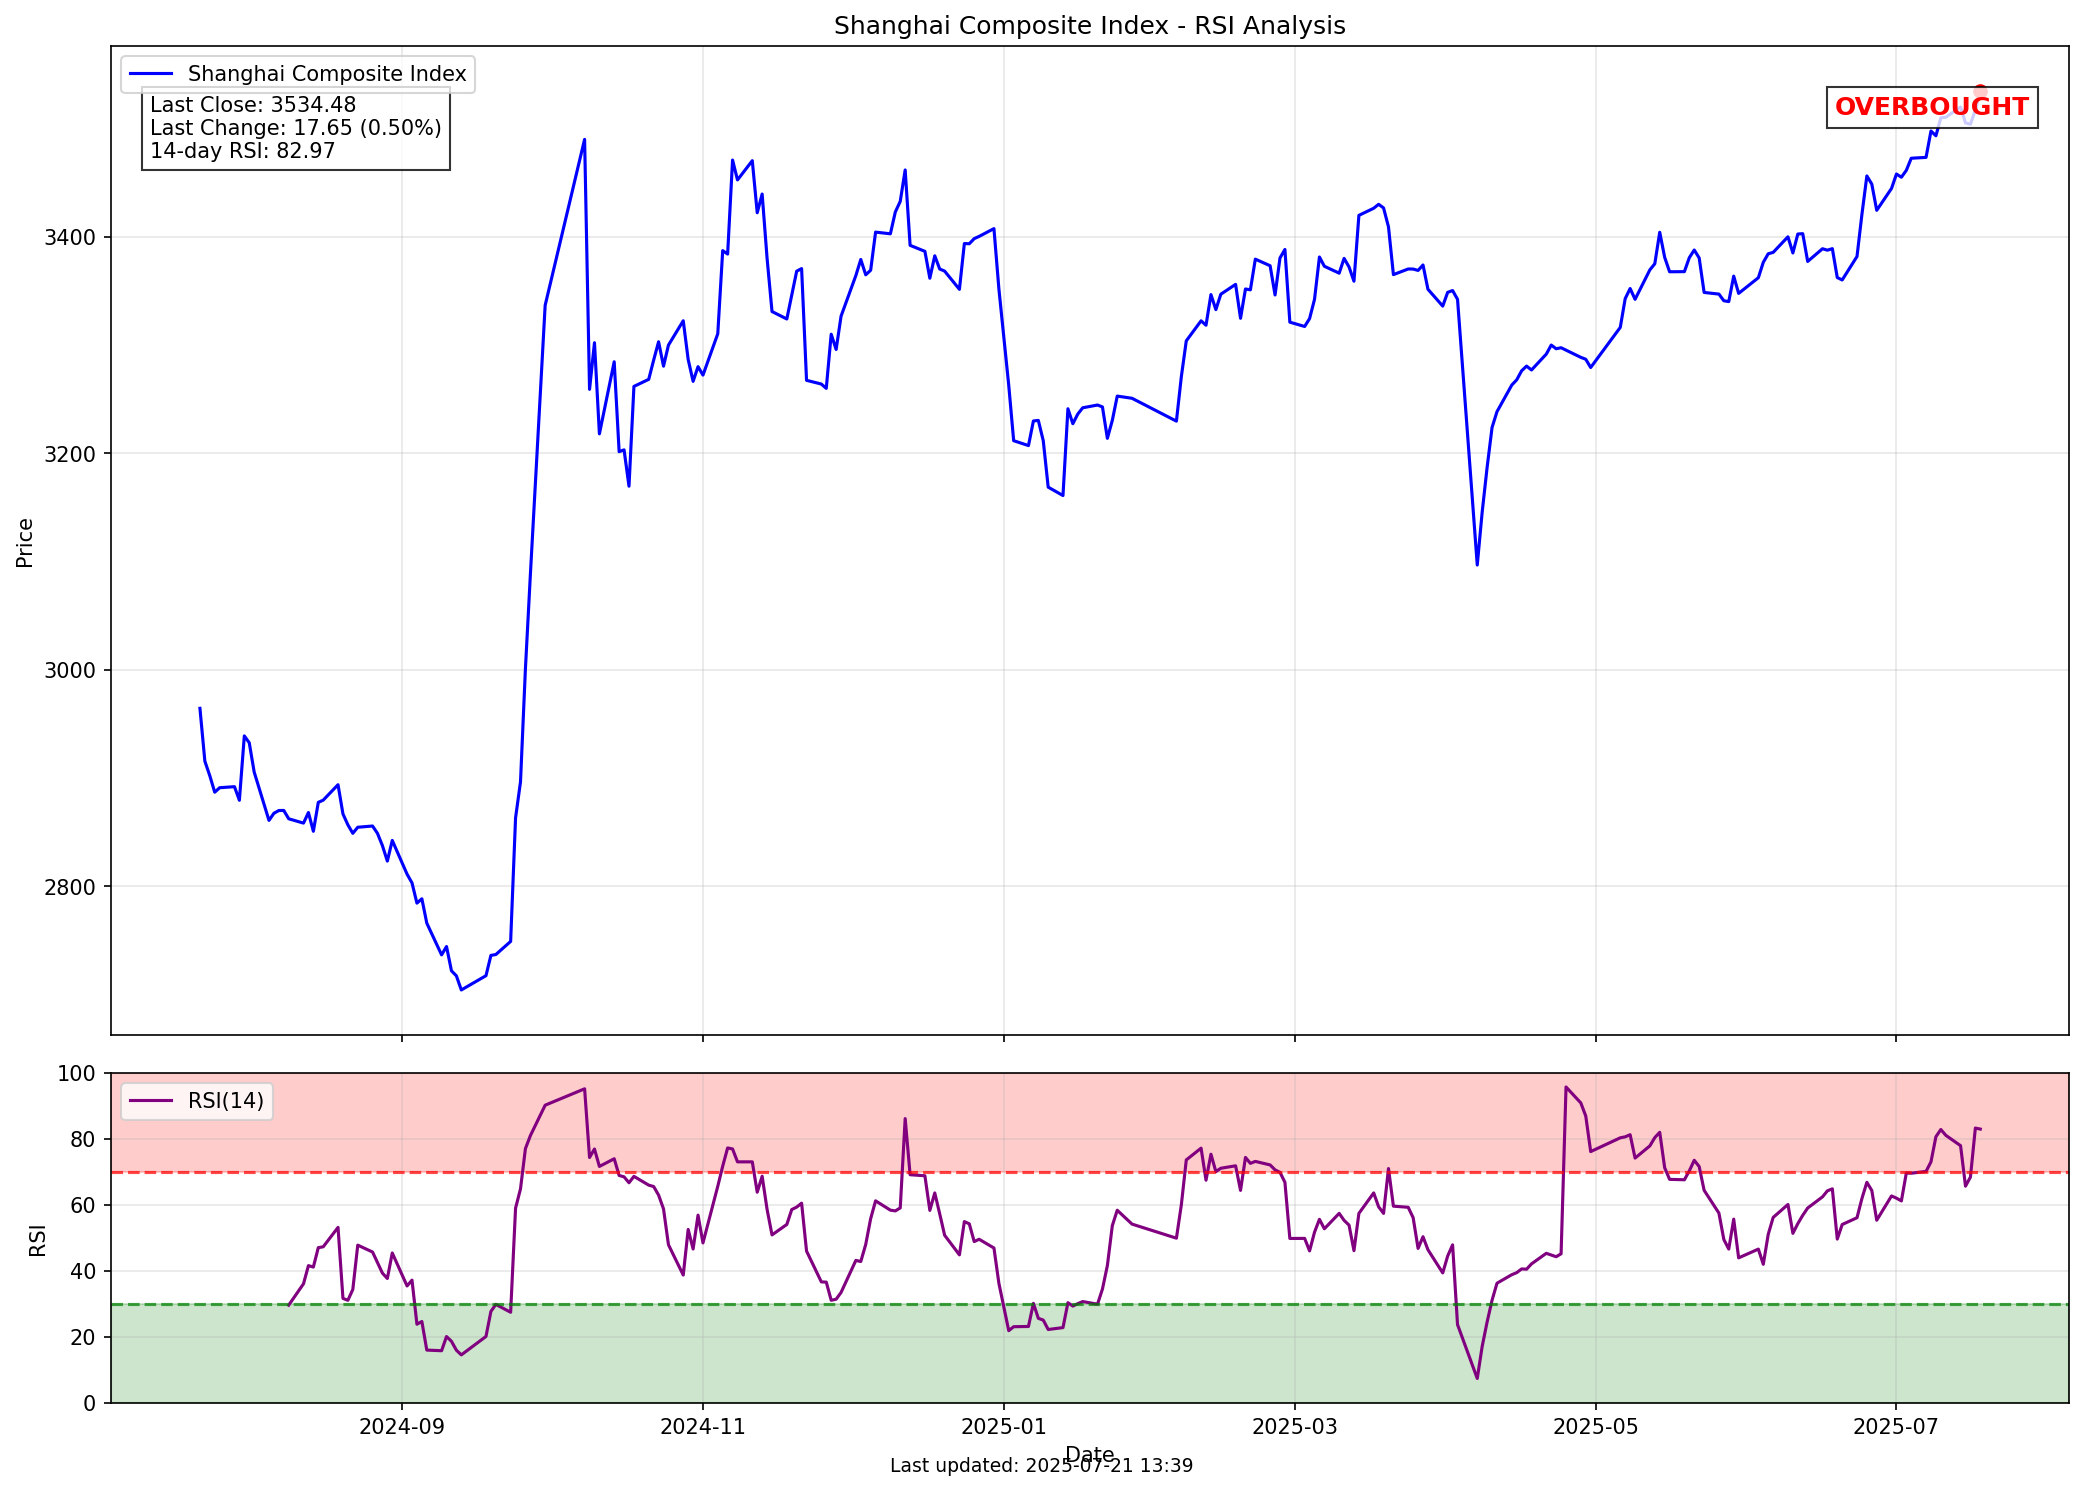 Shanghai Composite Index - RSI Analysis
Shanghai Composite Index
Last Close: 3534.48
Last Change: 17.65 (0.50%)
14-day RSI: 82.97
OVERBOUGHT
Price
3400
3200
3000
2800
RSI(14)
RSI
100
80
60
40
20
0
2024-09
2024-11
2025-01
2025-03
2025-05
2025-07
Date
Last updated: 2025-07-21 13:39